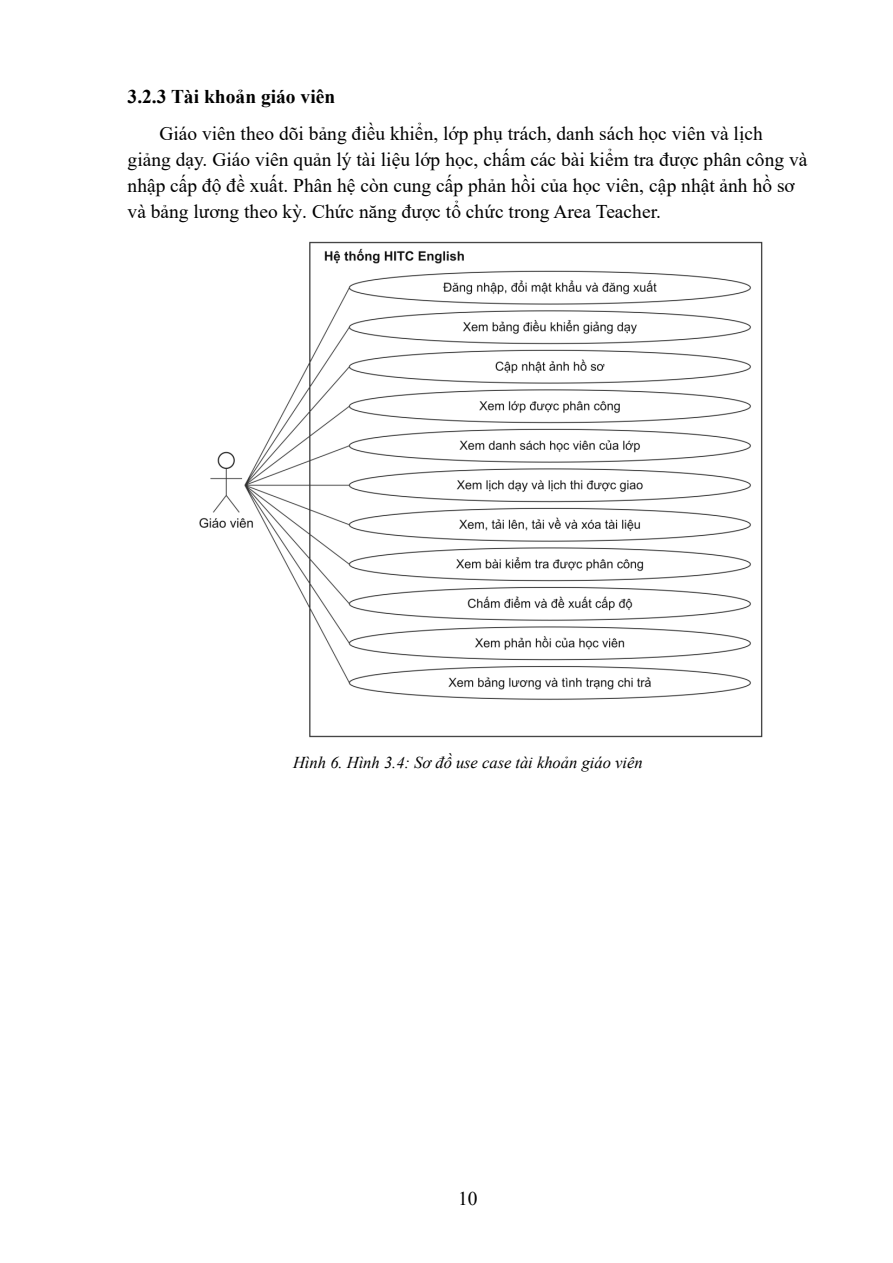 3.2.3 Tài khoản giáo viên
Giáo viên theo dõi bảng điều khiển, lớp phụ trách, danh sách học viên và lịch
giảng dạy. Giáo viên quản lý tài liệu lớp học, chấm các bài kiểm tra được phân công và
nhập cấp độ đề xuất. Phân hệ còn cung cấp phản hồi của học viên, cập nhật ảnh hồ sơ
và bảng lương theo kỳ. Chức năng được tổ chức trong Area Teacher.
Hệ thống HITC English
Đăng nhập, đổi mật khẩu và đăng xuất
Xem bảng điều khiển giảng dạy
Cập nhật ảnh hồ sơ
Xem lớp được phân công
Xem danh sách học viên của lớp
Xem lịch dạy và lịch thi được giao
Giáo viên
Xem, tải lên, tải về và xóa tài liệu
Xem bài kiểm tra được phân công
Chấm điểm và đề xuất cấp độ
Xem phản hồi của học viên
Xem bảng lương và tình trạng chi trả
Hình 6. Hình 3.4: Sơ đồ use case tài khoản giáo viên
10